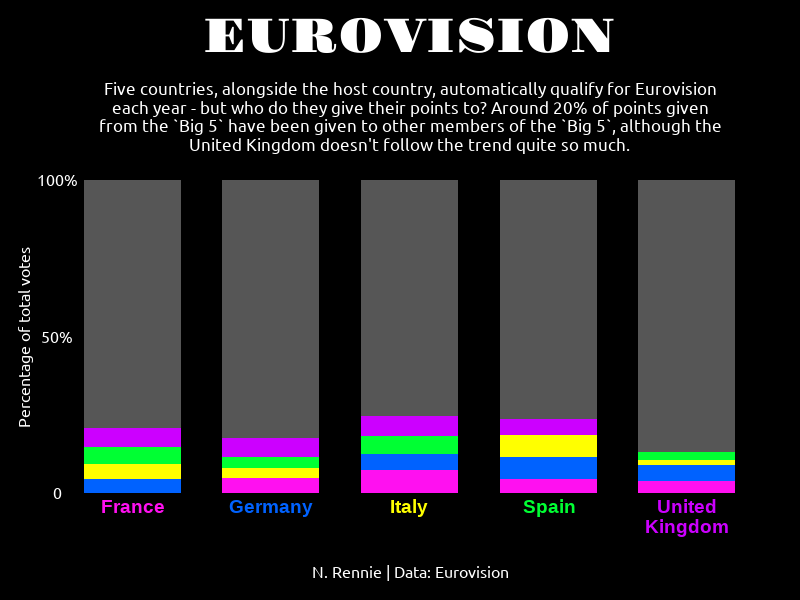 EUROVISION
Five countries, alongside the host country, automatically qualify for Eurovision
each year - but who do they give their points to? Around 20% of points given
from the `Big 5` have been given to other members of the `Big 5`, although the
United Kingdom doesn't follow the trend quite so much.
100%
50%
0
Percentage of total votes
France
Germany
Italy
Spain
United
Kingdom
N. Rennie | Data: Eurovision